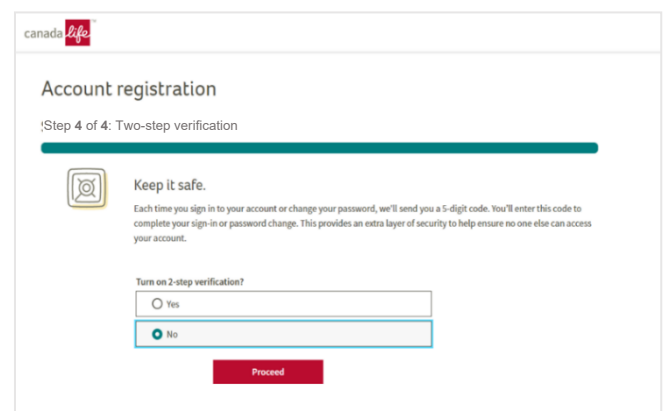 canada life™
Account registration
Step 4 of 4: Two-step verification
Keep it safe.
Each time you sign in to your account or change your password, we'll send you a 5-digit code. You'll enter this code to
complete your sign-in or password change. This provides an extra layer of security to help ensure no one else can access
your account.
Turn on 2-step verification?
Yes
No
Proceed